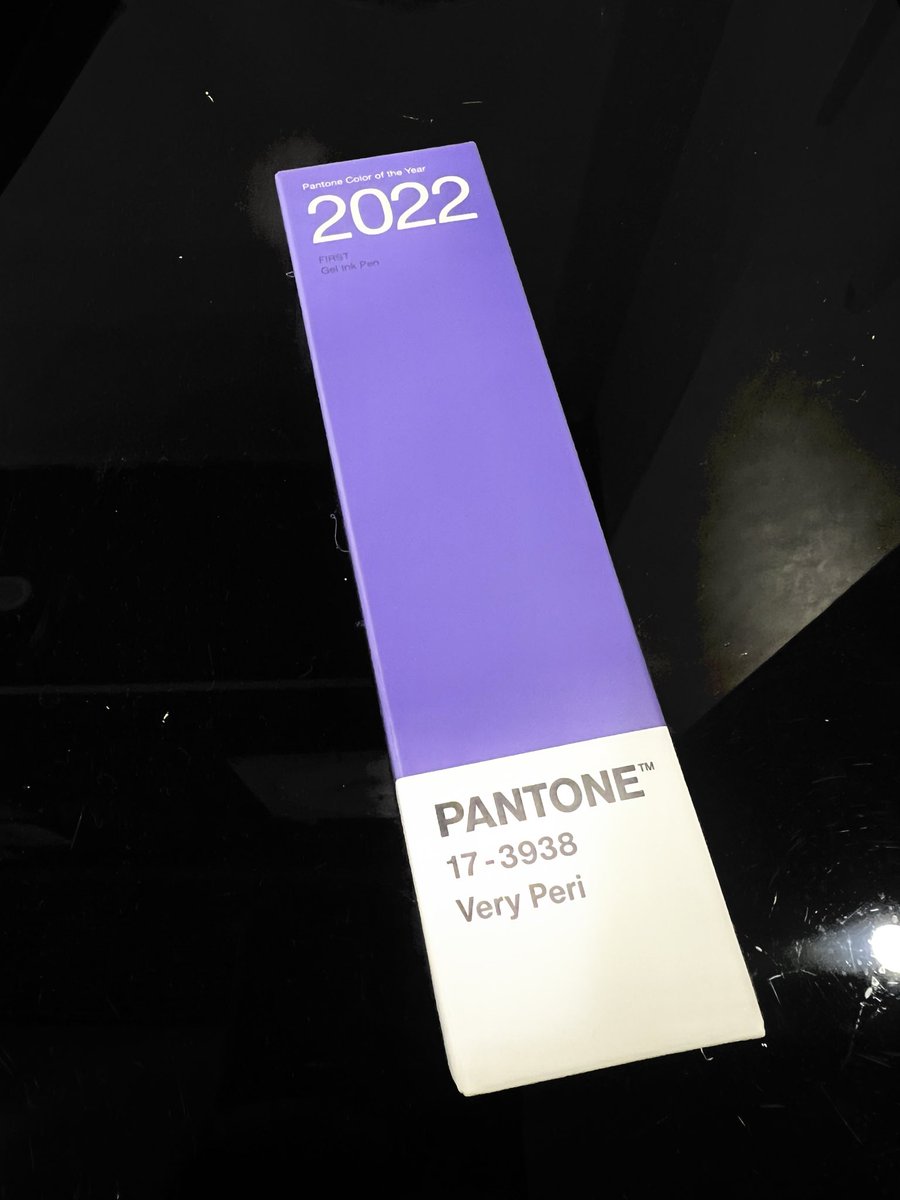 Pantone Color of the Year
2022
FIRST
Gel Ink Pen
PANTONE™
17-3938
Very Peri